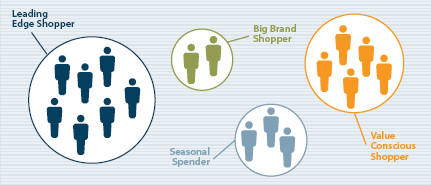 Leading
Edge Shopper
Big Brand
Shopper
Seasonal
Spender
Value
Conscious
Shopper